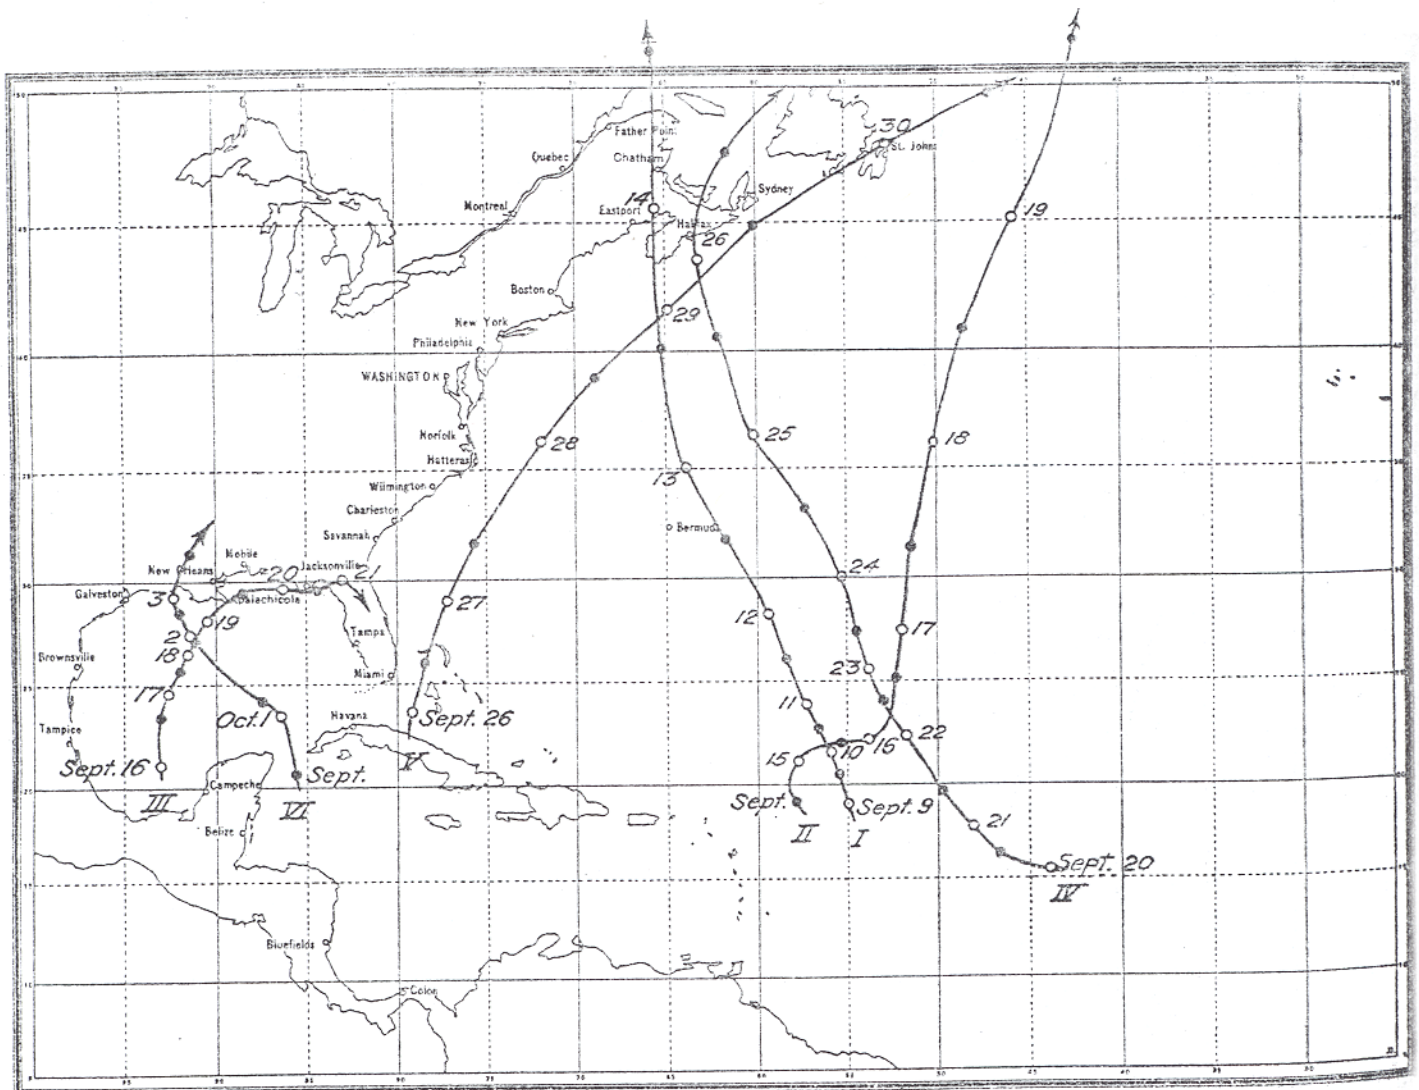 Father Poin
Quebec
Chatham
30
St. Johns
Sydney
Montreal
14
Eastport
Halifax
26
19
45
Boston
29
New York
Philadelphia
WASHINGTON
28
25
18
Norfolk
Hatteras
13
Wilmington
Charleston
Bermuda
Savannah
Mobile
New Orleans
20
Jacksonville
21
24
30
Galveston
3
Apalachicola
27
19
12
17
2
Tampa
18
Brownsville
23
Miami
17
11
Oct. 1
Havana
Sept. 26
22
Tampico
V
15
10
16
Sept. 16
Sept.
Campeche
III
VI
Sept.
Sept. 9
II
I
21
Belize
Sept. 20
IV
Bluefields
10
Colon